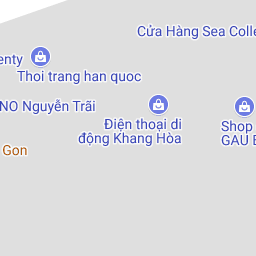 Cửa Hàng Sea Colle
enty
Thoi trang han quoc
NO Nguyễn Trãi
Điện thoại di
động Khang Hòa
Shop
GAU B
Gon